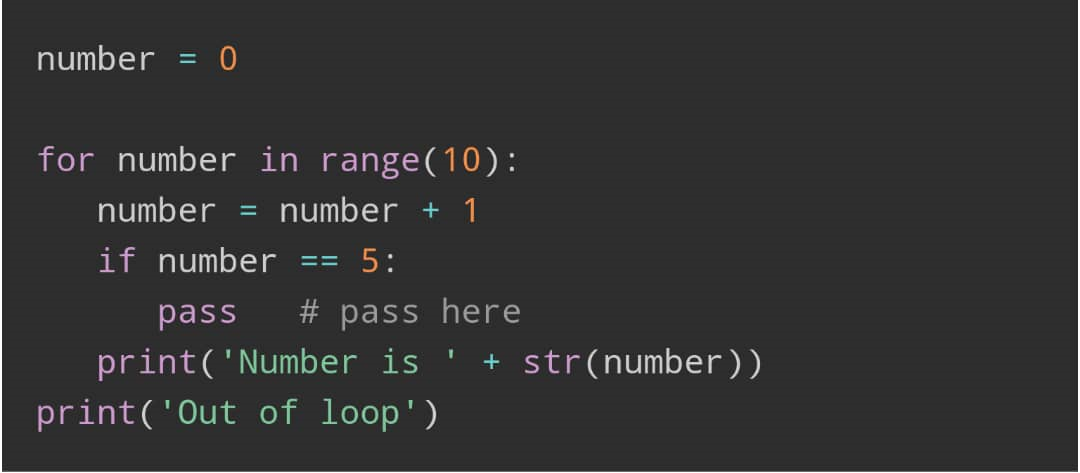 number = 0
for number in range(10):
   number = number + 1
   if number == 5:
      pass   # pass here
   print('Number is ' + str(number))
print('Out of loop')